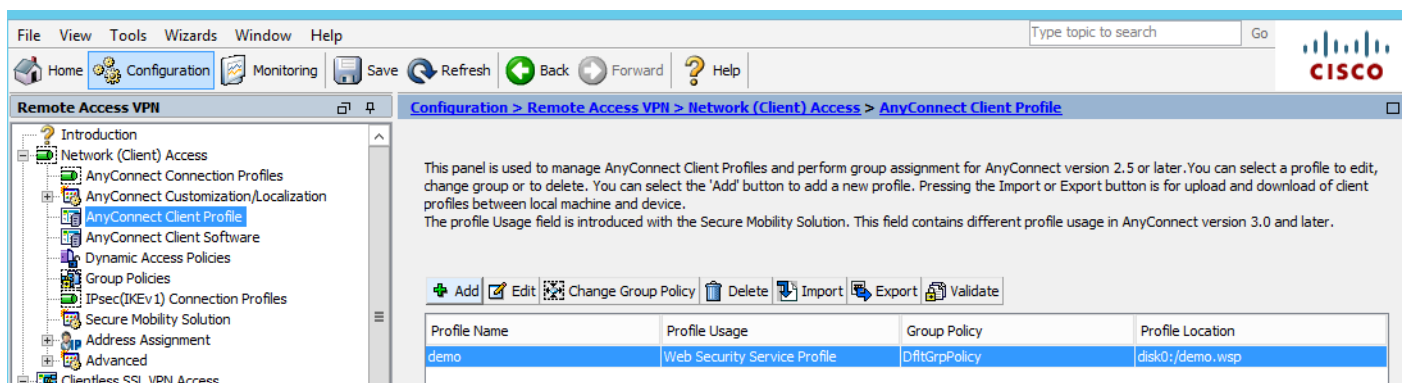 File View Tools Wizards Window Help
Type topic to search Go
Home Configuration Monitoring Save Refresh Back Forward Help
CISCO
Remote Access VPN
Introduction
Network (Client) Access
AnyConnect Connection Profiles
AnyConnect Customization/Localization
AnyConnect Client Profile
AnyConnect Client Software
Dynamic Access Policies
Group Policies
IPsec(IKEv1) Connection Profiles
Secure Mobility Solution
Address Assignment
Advanced
Clientless SSL VPN Access
Configuration > Remote Access VPN > Network (Client) Access > AnyConnect Client Profile
This panel is used to manage AnyConnect Client Profiles and perform group assignment for AnyConnect version 2.5 or later.You can select a profile to edit,
change group or to delete. You can select the 'Add' button to add a new profile. Pressing the Import or Export button is for upload and download of client
profiles between local machine and device.
The profile Usage field is introduced with the Secure Mobility Solution. This field contains different profile usage in AnyConnect version 3.0 and later.
Add Edit Change Group Policy Delete Import Export Validate
Profile Name Profile Usage Group Policy Profile Location
demo Web Security Service Profile DfltGrpPolicy disk0:/demo.wsp